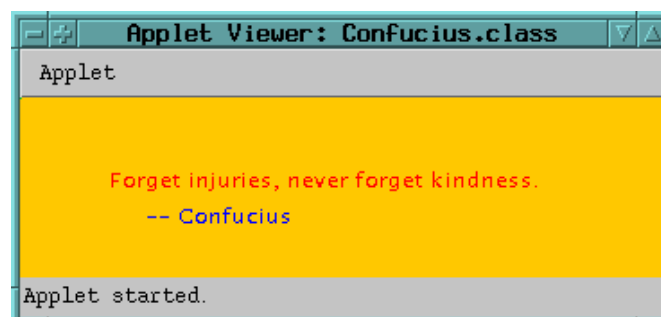 Applet Viewer: Confucius.class
Applet
Forget injuries, never forget kindness.
-- Confucius
Applet started.